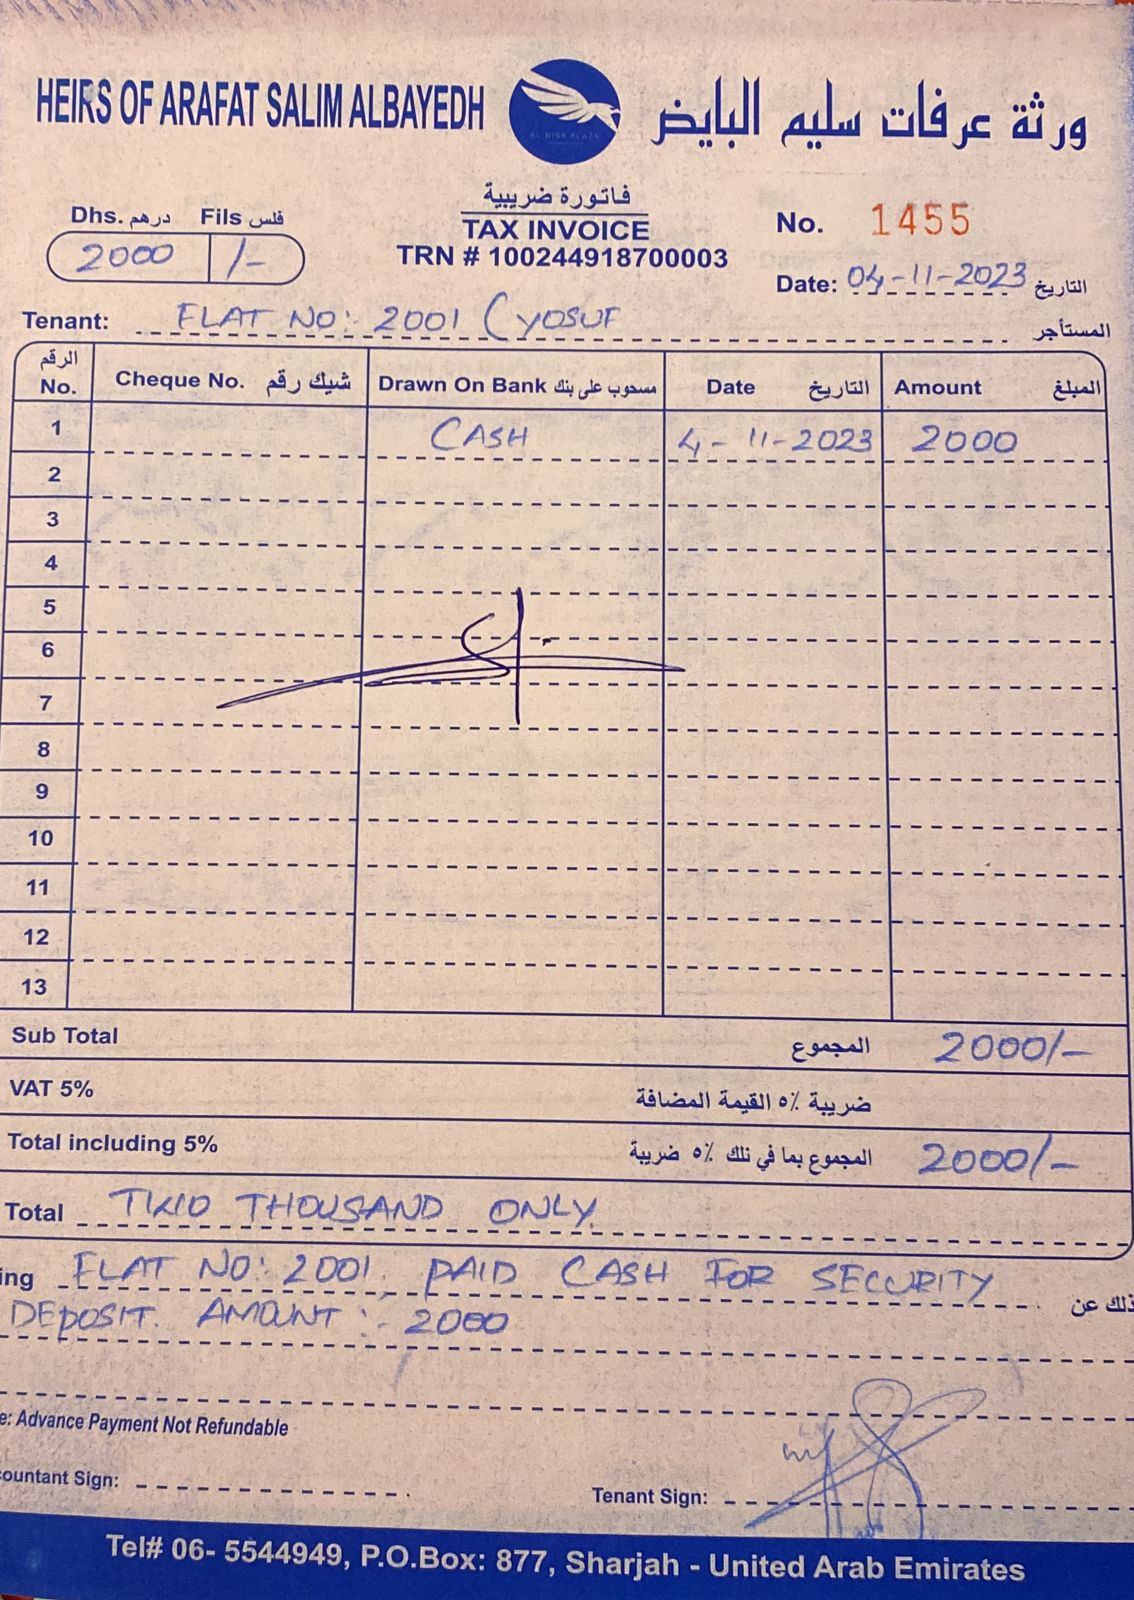 HEIRS OF ARAFAT SALIM ALBAYEDH
AL NISR PLAZA
ورثة عرفات سليم البايض
فاتورة ضريبية
TAX INVOICE
TRN # 100244918700003
Dhs. درهم Fils فلس
2000 /-
No. 1455
Date: 04-11-2023 التاريخ
Tenant: FLAT NO:- 2001 (YOSUF المستأجر
الرقم No. Cheque No. شيك رقم Drawn On Bank مسحوب على بنك Date التاريخ Amount المبلغ
1 CASH 4-11-2023 2000
2
3
4
5
6
7
8
9
10
11
12
13
Sub Total المجموع 2000/-
VAT 5% ضريبة ٥٪ القيمة المضافة
Total including 5% المجموع بما في تلك ٥٪ ضريبة 2000/-
Total TWO THOUSAND ONLY.
ing FLAT NO:- 2001, PAID CASH FOR SECURITY ذلك عن
DEPOSIT. AMOUNT :- 2000
e: Advance Payment Not Refundable
countant Sign:
Tenant Sign:
Tel# 06- 5544949, P.O.Box: 877, Sharjah - United Arab Emirates